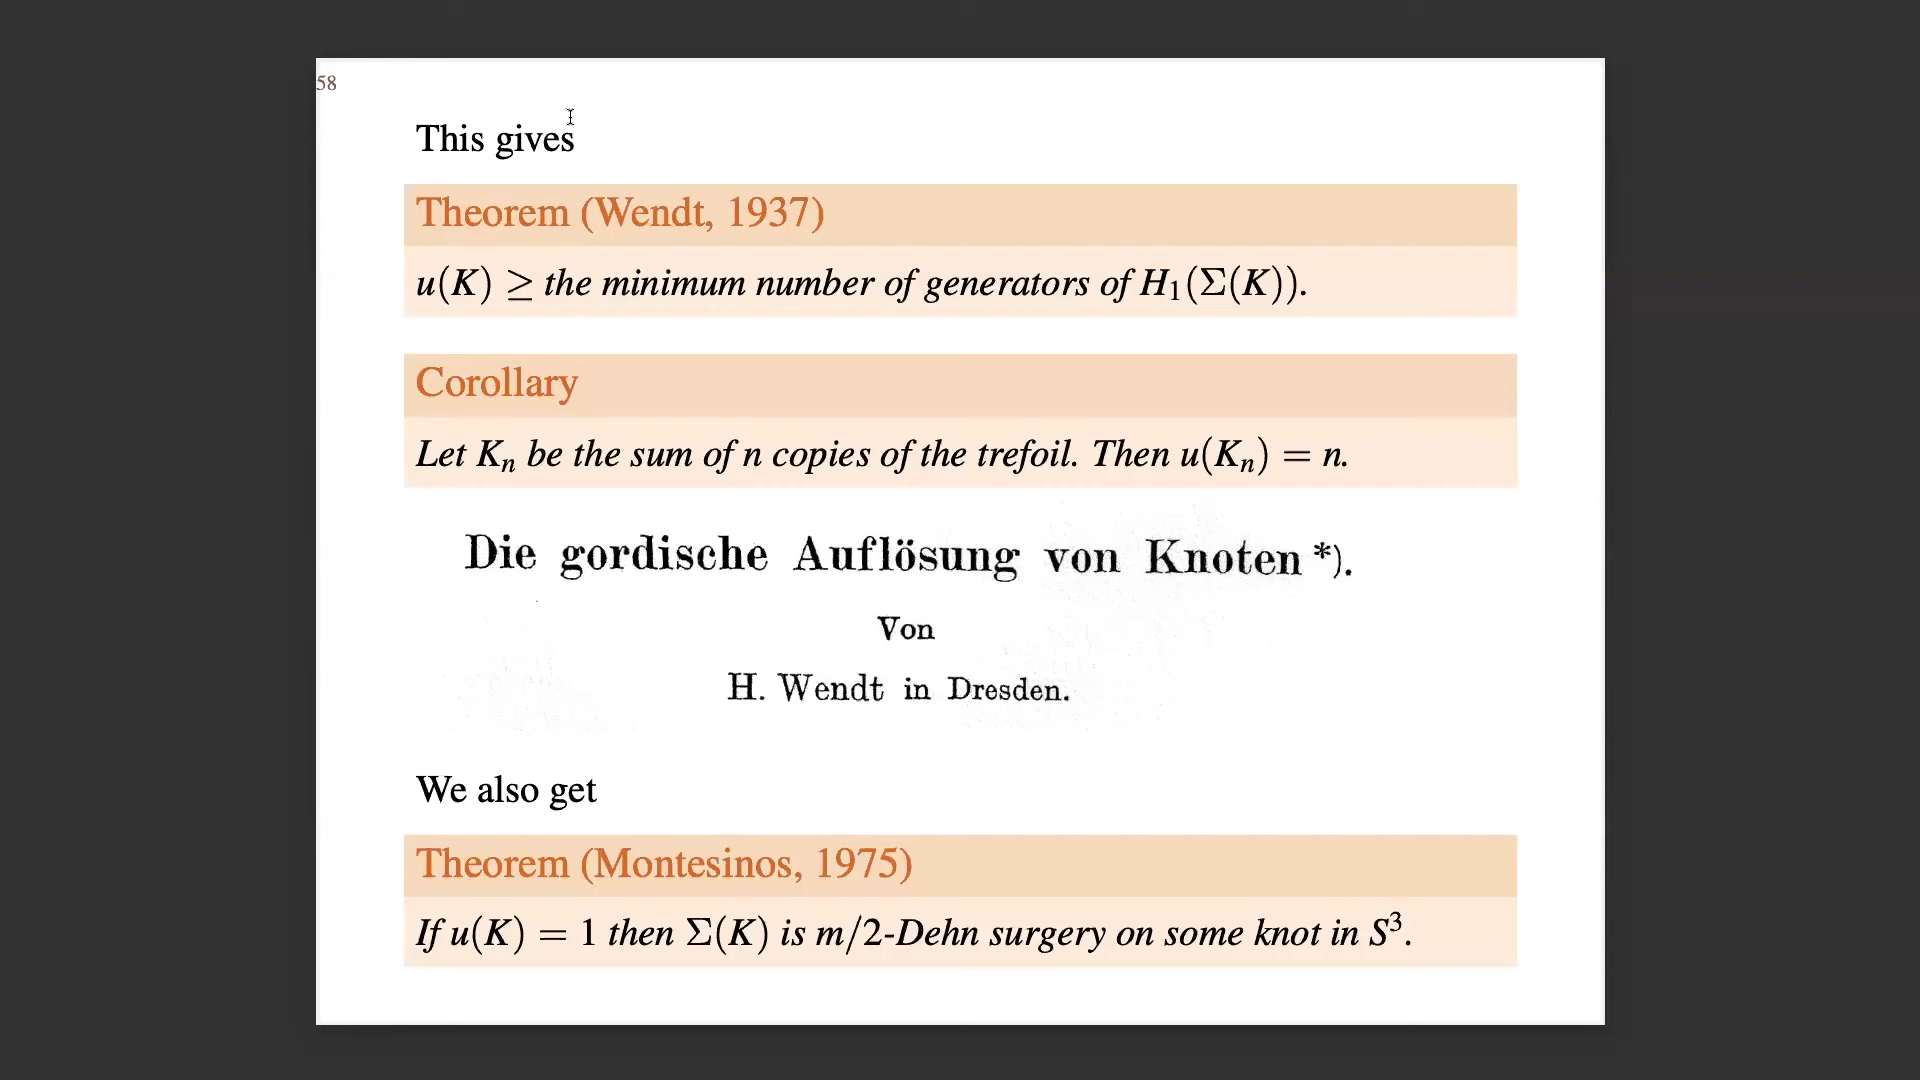 58
This gives
Theorem (Wendt, 1937)
u(K) ≥ the minimum number of generators of H₁(Σ(K)).
Corollary
Let Kₙ be the sum of n copies of the trefoil. Then u(Kₙ) = n.
Die gordische Auflösung von Knoten *).
Von
H. Wendt in Dresden.
We also get
Theorem (Montesinos, 1975)
If u(K) = 1 then Σ(K) is m/2-Dehn surgery on some knot in S³.